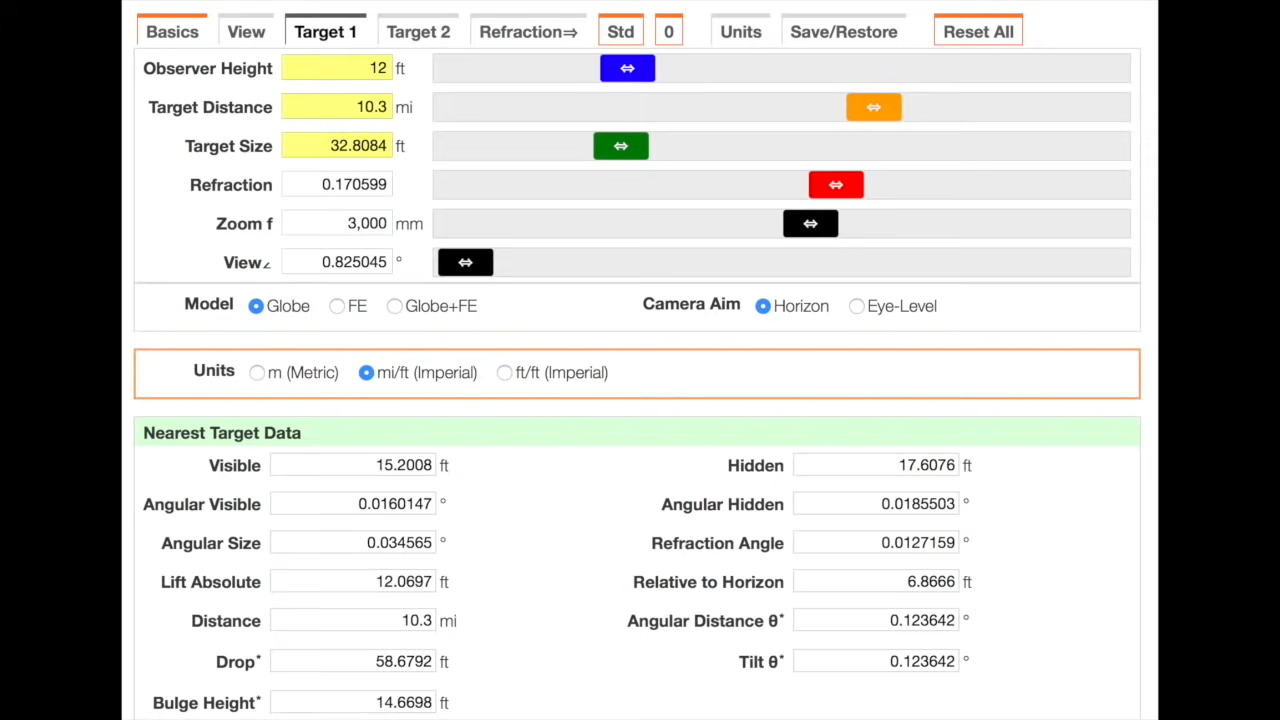 Basics View Target 1 Target 2 Refraction⇒ Std 0 Units Save/Restore Reset All
Observer Height 12 ft ⇔
Target Distance 10.3 mi ⇔
Target Size 32.8084 ft ⇔
Refraction 0.170599 ⇔
Zoom f 3,000 mm ⇔
View∠ 0.825045 ° ⇔
Model Globe FE Globe+FE Camera Aim Horizon Eye-Level
Units m (Metric) mi/ft (Imperial) ft/ft (Imperial)
Nearest Target Data
Visible 15.2008 ft Hidden 17.6076 ft
Angular Visible 0.0160147 ° Angular Hidden 0.0185503 °
Angular Size 0.034565 ° Refraction Angle 0.0127159 °
Lift Absolute 12.0697 ft Relative to Horizon 6.8666 ft
Distance 10.3 mi Angular Distance θ* 0.123642 °
Drop* 58.6792 ft Tilt θ* 0.123642 °
Bulge Height* 14.6698 ft